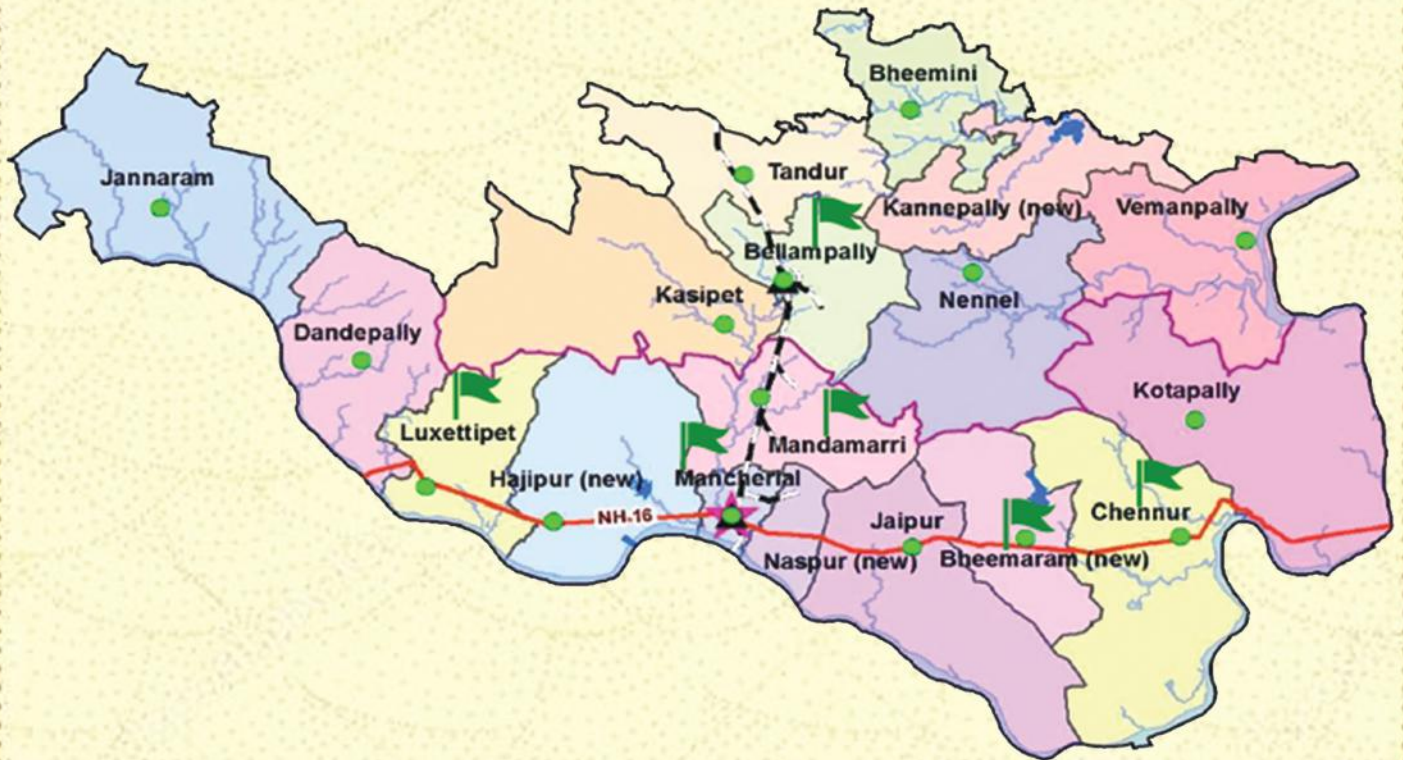 Bheemini
Jannaram
Tandur
Kannepally (new)
Vemanpally
Bellampally
Kasipet
Nennel
Dandepally
Kotapally
Luxettipet
Mandamarri
Hajipur (new)
Mancherial
NH-16
Jaipur
Chennur
Naspur (new)
Bheemaram (new)